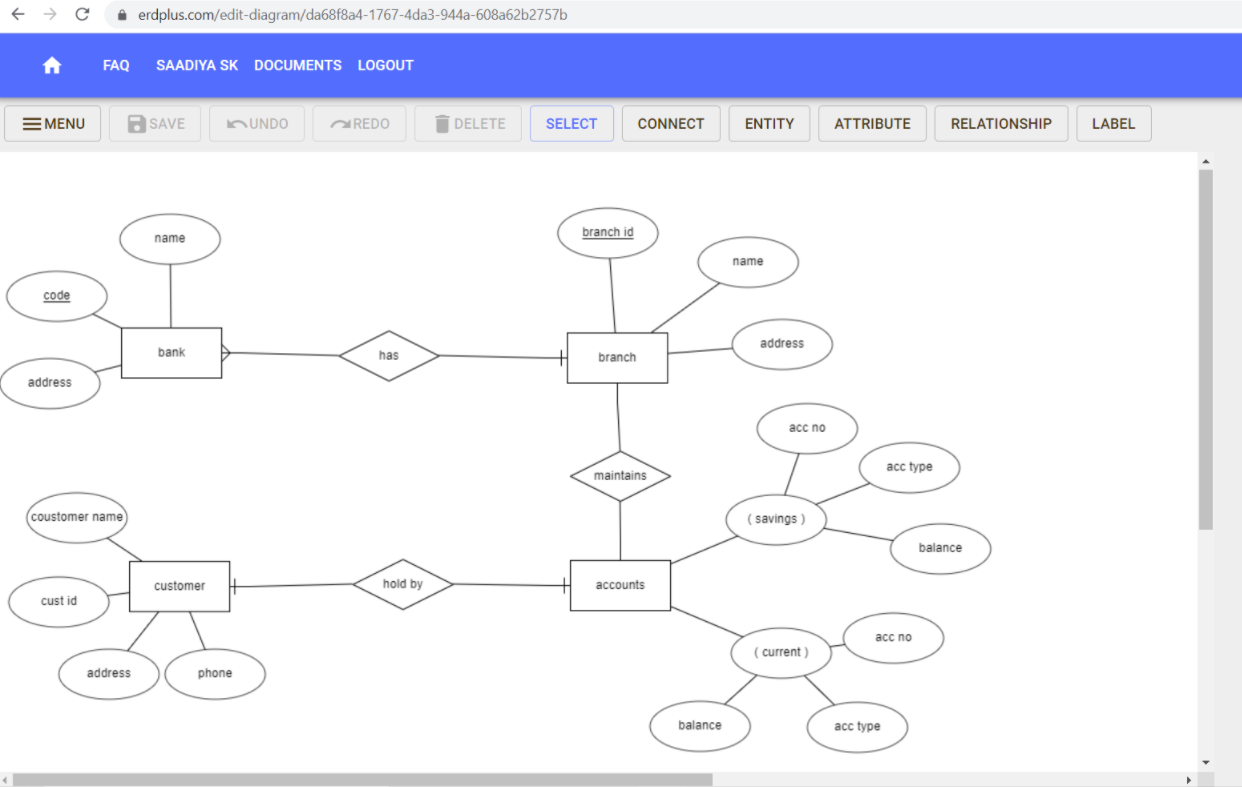 erdplus.com/edit-diagram/da68f8a4-1767-4da3-944a-608a62b2757b
FAQ SAADIYA SK DOCUMENTS LOGOUT
MENU SAVE UNDO REDO DELETE SELECT CONNECT ENTITY ATTRIBUTE RELATIONSHIP LABEL
name
branch id
name
code
bank
has
branch
address
address
acc no
maintains
acc type
( savings )
balance
coustomer name
customer
hold by
accounts
cust id
address
phone
acc no
( current )
balance
acc type